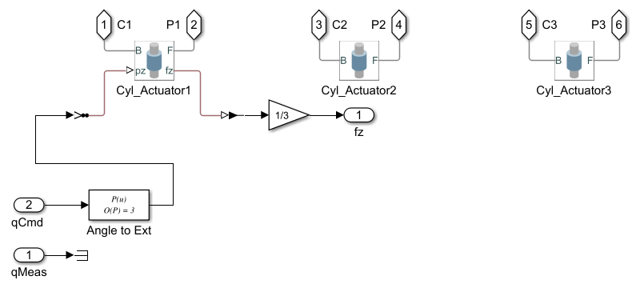 1 C1 P1 2 3 C2 P2 4 5 C3 P3 6
B F B F B F
pz fz
Cyl_Actuator1 Cyl_Actuator2 Cyl_Actuator3
1/3 1
fz
2 P(u)
O(P) = 3
qCmd Angle to Ext
1
qMeas